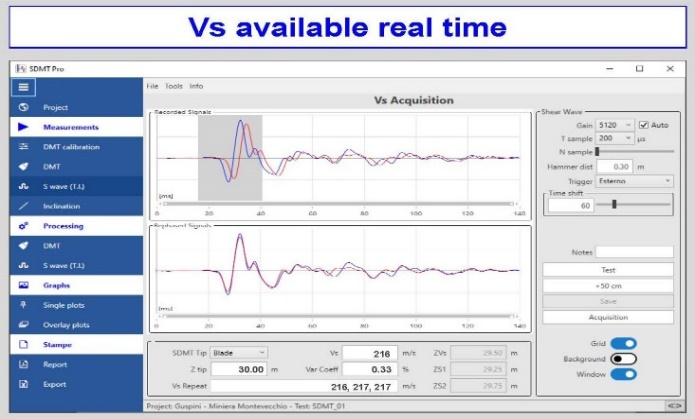 Vs available real time
SDMT Pro
File Tools Info
Project
Measurements
DMT calibration
DMT
S wave (T.I.)
Inclination
Processing
DMT
S wave (T.I.)
Graphs
Single plots
Overlay plots
Stampe
Report
Export
Vs Acquisition
Recorded Signals
[ms]
0 20 40 60 80 100 120 140
Rephased Signals
[ms]
0 20 40 60 80 100 120 140
SDMT Tip Blade Vs 216 m/s ZVs 29.50 m
Z tip 30.00 m Var Coeff 0.33 % ZS1 29.25 m
Vs Repeat 216, 217, 217 m/s ZS2 29.75 m
Shear Wave
Gain 5120 Auto
T sample 200 µs
N sample
Hammer dist 0.30 m
Trigger Esterno
Time shift
60
Notes
Test
+50 cm
Save
Acquisition
Grid
Background
Window
Project: Guspini - Miniera Montevecchio - Test: SDMT_01